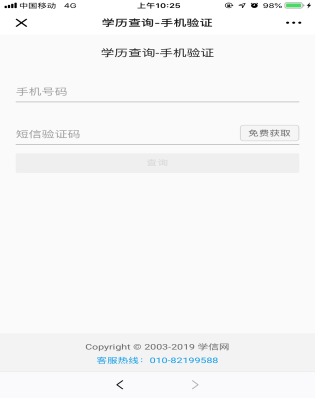 中国移动 4G 上午10:25 98%
学历查询-手机验证
学历查询-手机验证
手机号码
短信验证码 免费获取
查询
Copyright © 2003-2019 学信网
客服热线：010-82199588